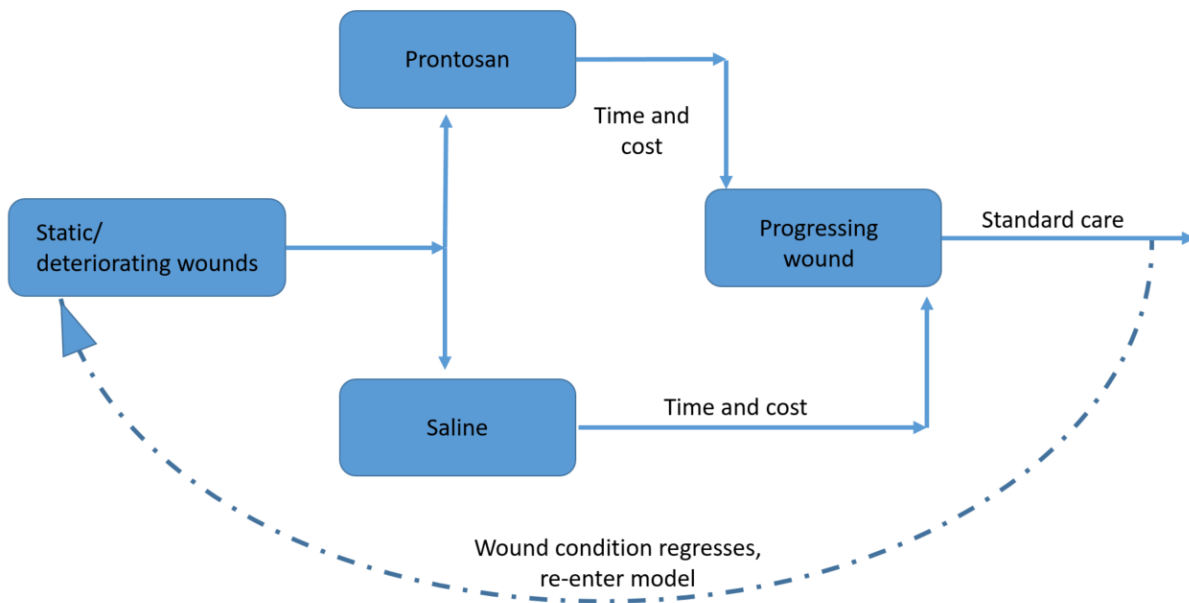 Prontosan
Time and
cost
Static/
deteriorating wounds
Progressing
wound
Standard care
Saline
Time and cost
Wound condition regresses,
re-enter model